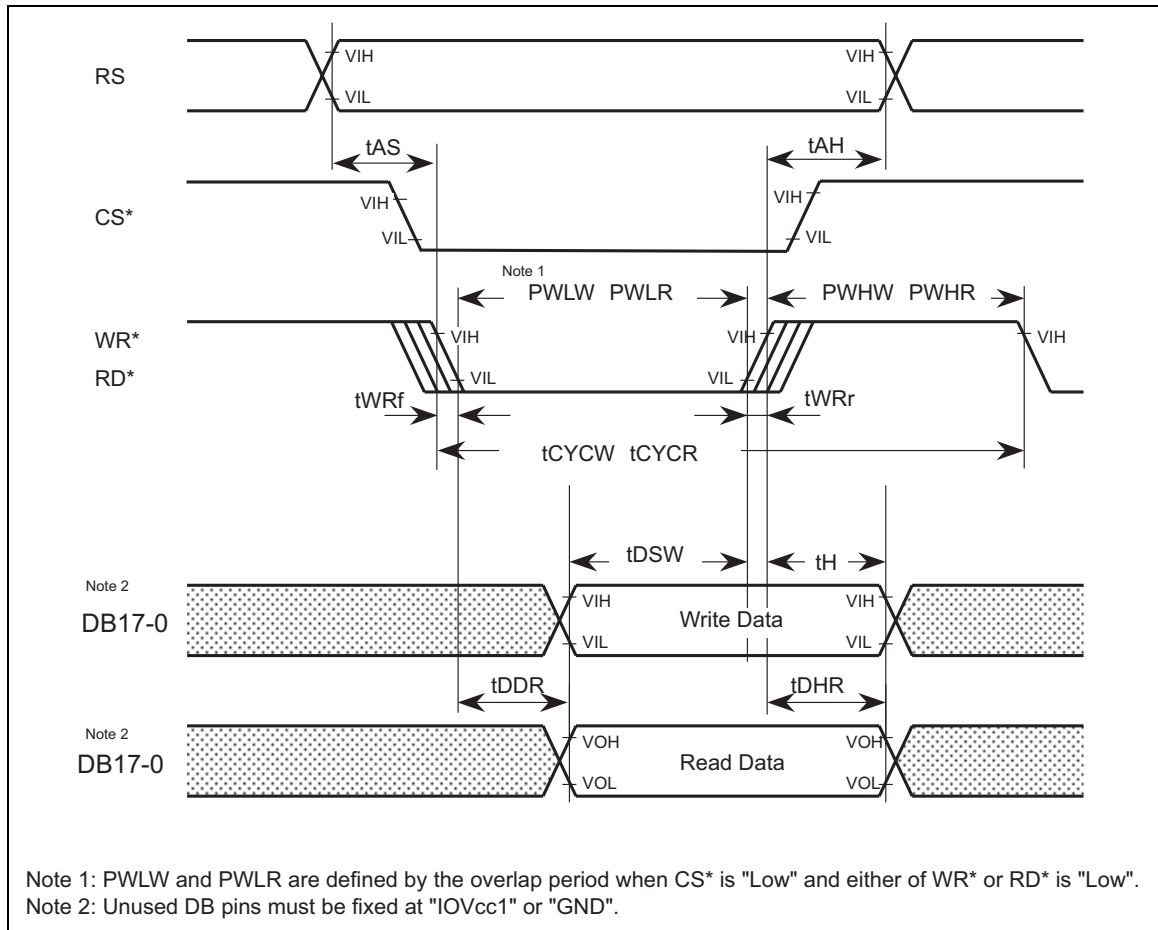 RS
VIH
VIH
VIL
VIL
tAS
tAH
CS*
VIH
VIH
VIL
VIL
Note 1
PWLW PWLR
PWHW PWHR
WR*
VIH
VIH
VIH
RD*
VIL
VIL
tWRf
tWRr
tCYCW tCYCR
tDSW
tH
Note 2
DB17-0
VIH
VIH
Write Data
VIL
VIL
tDDR
tDHR
Note 2
DB17-0
VOH
VOH
Read Data
VOL
VOL
Note 1: PWLW and PWLR are defined by the overlap period when CS* is "Low" and either of WR* or RD* is "Low".
Note 2: Unused DB pins must be fixed at "IOVcc1" or "GND".